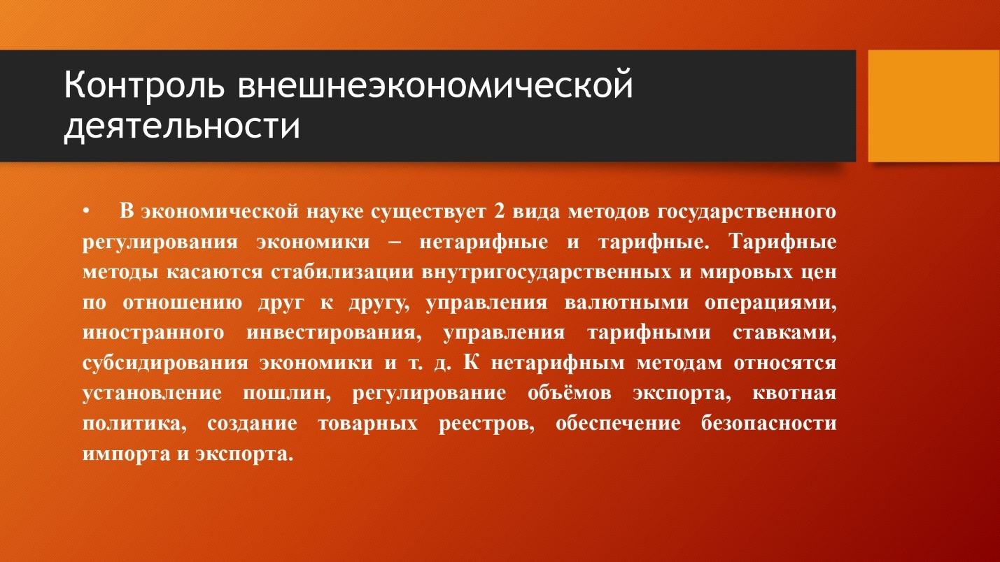 Контроль внешнеэкономической
деятельности
• В экономической науке существует 2 вида методов государственного
регулирования экономики – нетарифные и тарифные. Тарифные
методы касаются стабилизации внутригосударственных и мировых цен
по отношению друг к другу, управления валютными операциями,
иностранного инвестирования, управления тарифными ставками,
субсидирования экономики и т. д. К нетарифным методам относятся
установление пошлин, регулирование объёмов экспорта, квотная
политика, создание товарных реестров, обеспечение безопасности
импорта и экспорта.